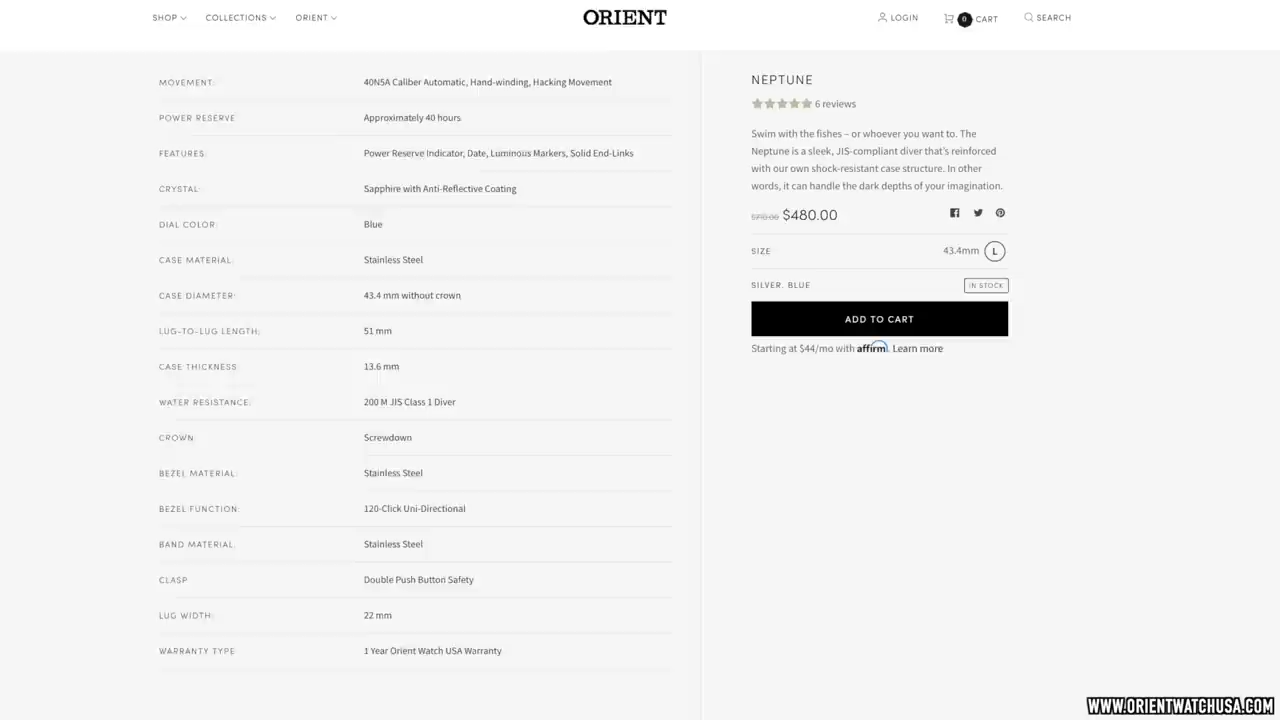 SHOP COLLECTIONS ORIENT ORIENT LOGIN 0 CART SEARCH
MOVEMENT: 40N5A Caliber Automatic, Hand-winding, Hacking Movement
POWER RESERVE Approximately 40 hours
FEATURES: Power Reserve Indicator, Date, Luminous Markers, Solid End-Links
CRYSTAL: Sapphire with Anti-Reflective Coating
DIAL COLOR: Blue
CASE MATERIAL: Stainless Steel
CASE DIAMETER: 43.4 mm without crown
LUG-TO-LUG LENGTH: 51 mm
CASE THICKNESS 13.6 mm
WATER RESISTANCE: 200 M JIS Class 1 Diver
CROWN Screwdown
BEZEL MATERIAL: Stainless Steel
BEZEL FUNCTION: 120-Click Uni-Directional
BAND MATERIAL: Stainless Steel
CLASP Double Push Button Safety
LUG WIDTH: 22 mm
WARRANTY TYPE 1 Year Orient Watch USA Warranty
NEPTUNE
6 reviews
Swim with the fishes – or whoever you want to. The
Neptune is a sleek, JIS-compliant diver that's reinforced
with our own shock-resistant case structure. In other
words, it can handle the dark depths of your imagination.
$480.00
SIZE 43.4mm L
SILVER. BLUE IN STOCK
ADD TO CART
Starting at $44/mo with affirm. Learn more
WWW.ORIENTWATCHUSA.COM